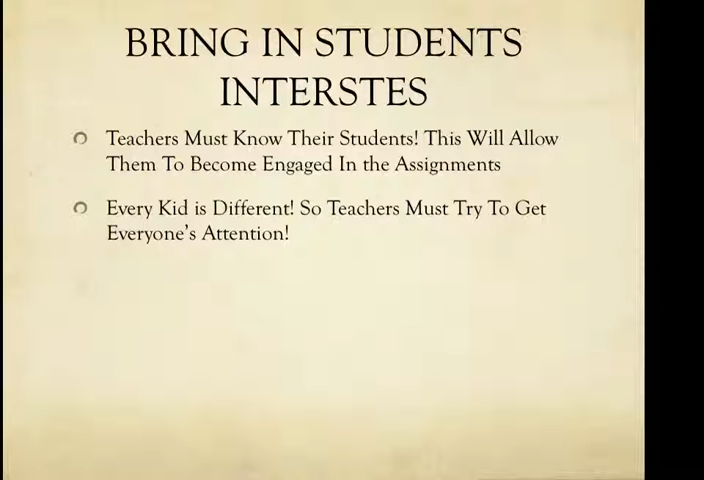 BRING IN STUDENTS
INTERSTES
Teachers Must Know Their Students! This Will Allow
Them To Become Engaged In the Assignments
Every Kid is Different! So Teachers Must Try To Get
Everyone's Attention!